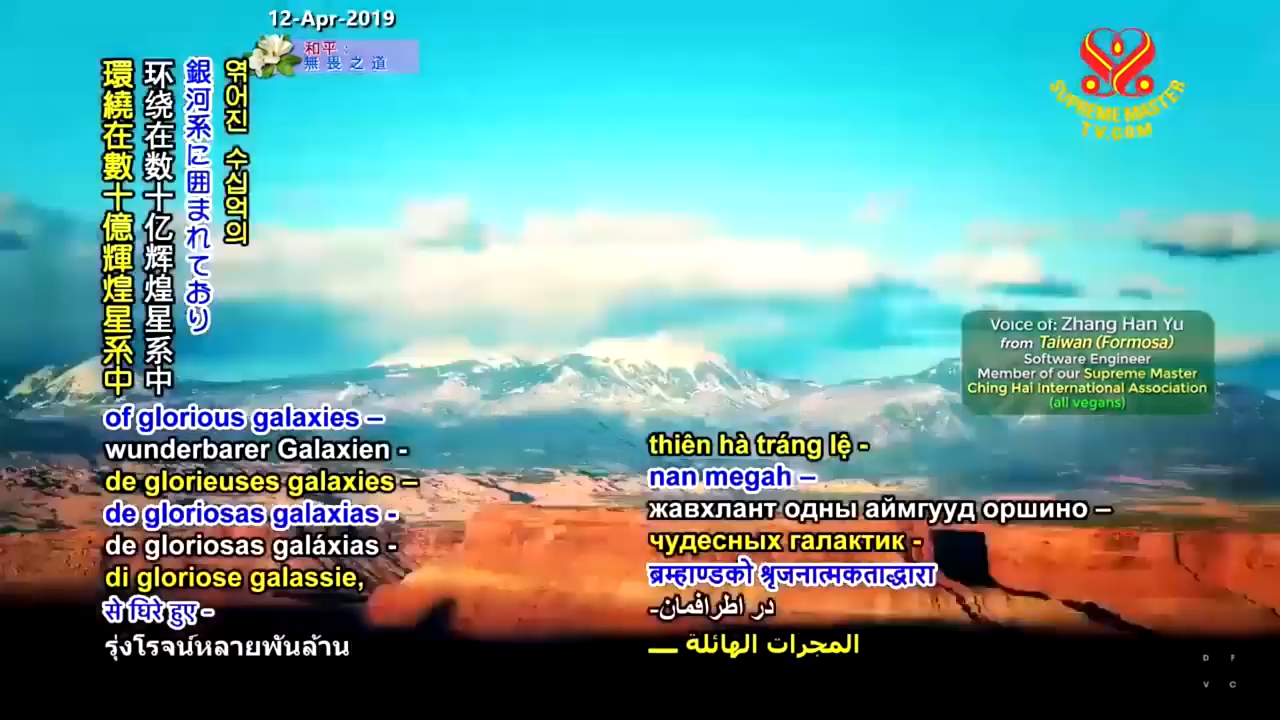 12-Apr-2019
和平：
無畏之道
SUPREME MASTER
TV.COM
엮어진 수십억의
銀河系に囲まれており
环绕在数十亿辉煌星系中
環繞在數十億輝煌星系中
Voice of: Zhang Han Yu
from Taiwan (Formosa)
Software Engineer
Member of our Supreme Master
Ching Hai International Association
(all vegans)
of glorious galaxies –
wunderbarer Galaxien -
de glorieuses galaxies –
de gloriosas galaxias -
de gloriosas galáxias -
di gloriose galassie,
से घिरे हुए -
รุ่งโรจน์หลายพันล้าน
thiên hà tráng lệ -
nan megah –
жавхлант одны аймгууд оршино –
чудесных галактик -
ब्रम्हाण्डको श्रृजनात्मकताद्धारा
در اطرافمان-
المجرات الهائلة ــــ
D F
V C